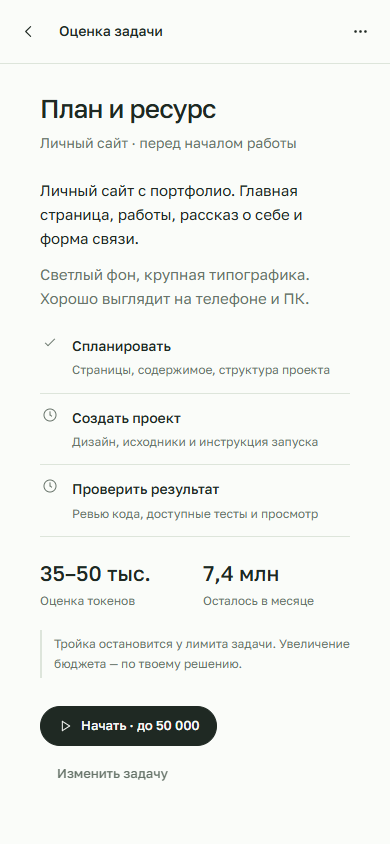 Оценка задачи
План и ресурс
Личный сайт · перед началом работы
Личный сайт с портфолио. Главная
страница, работы, рассказ о себе и
форма связи.
Светлый фон, крупная типографика.
Хорошо выглядит на телефоне и ПК.
Спланировать
Страницы, содержимое, структура проекта
Создать проект
Дизайн, исходники и инструкция запуска
Проверить результат
Ревью кода, доступные тесты и просмотр
35–50 тыс.
Оценка токенов
7,4 млн
Осталось в месяце
Тройка остановится у лимита задачи. Увеличение
бюджета — по твоему решению.
Начать · до 50 000
Изменить задачу